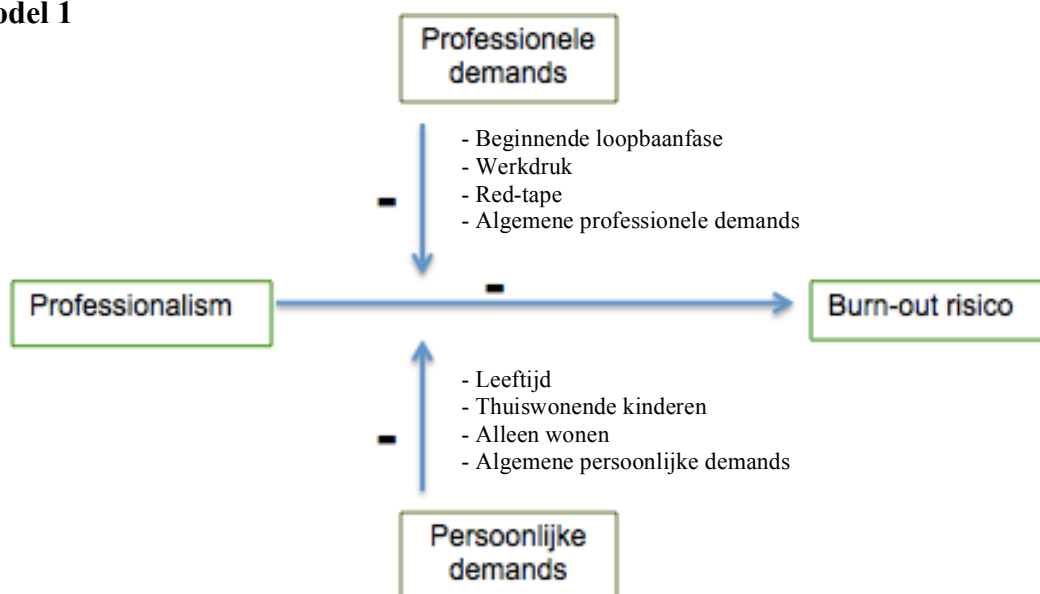 odel 1
Professionele
demands
- Beginnende loopbaanfase
- Werkdruk
- Red-tape
- Algemene professionele demands
-
-
Professionalism
Burn-out risico
- Leeftijd
- Thuiswonende kinderen
- Alleen wonen
- Algemene persoonlijke demands
-
Persoonlijke
demands